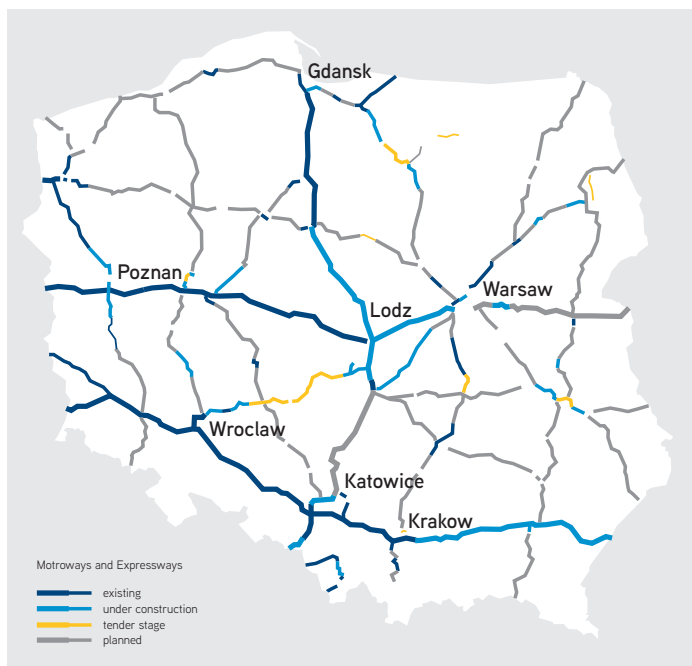 Gdansk
Poznan
Warsaw
Lodz
Wroclaw
Katowice
Krakow
Motroways and Expressways
existing
under construction
tender stage
planned